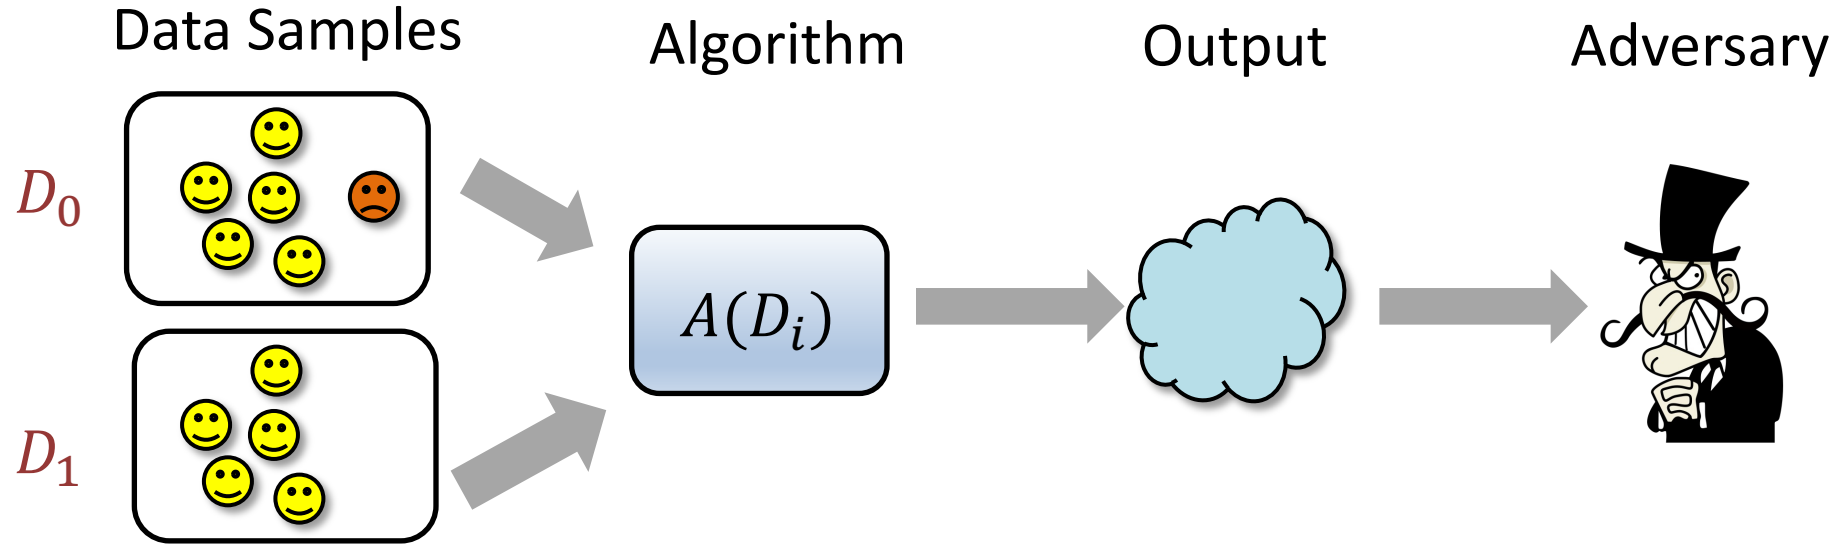 Data Samples
Algorithm
Output
Adversary
D₀
A(Dᵢ)
D₁